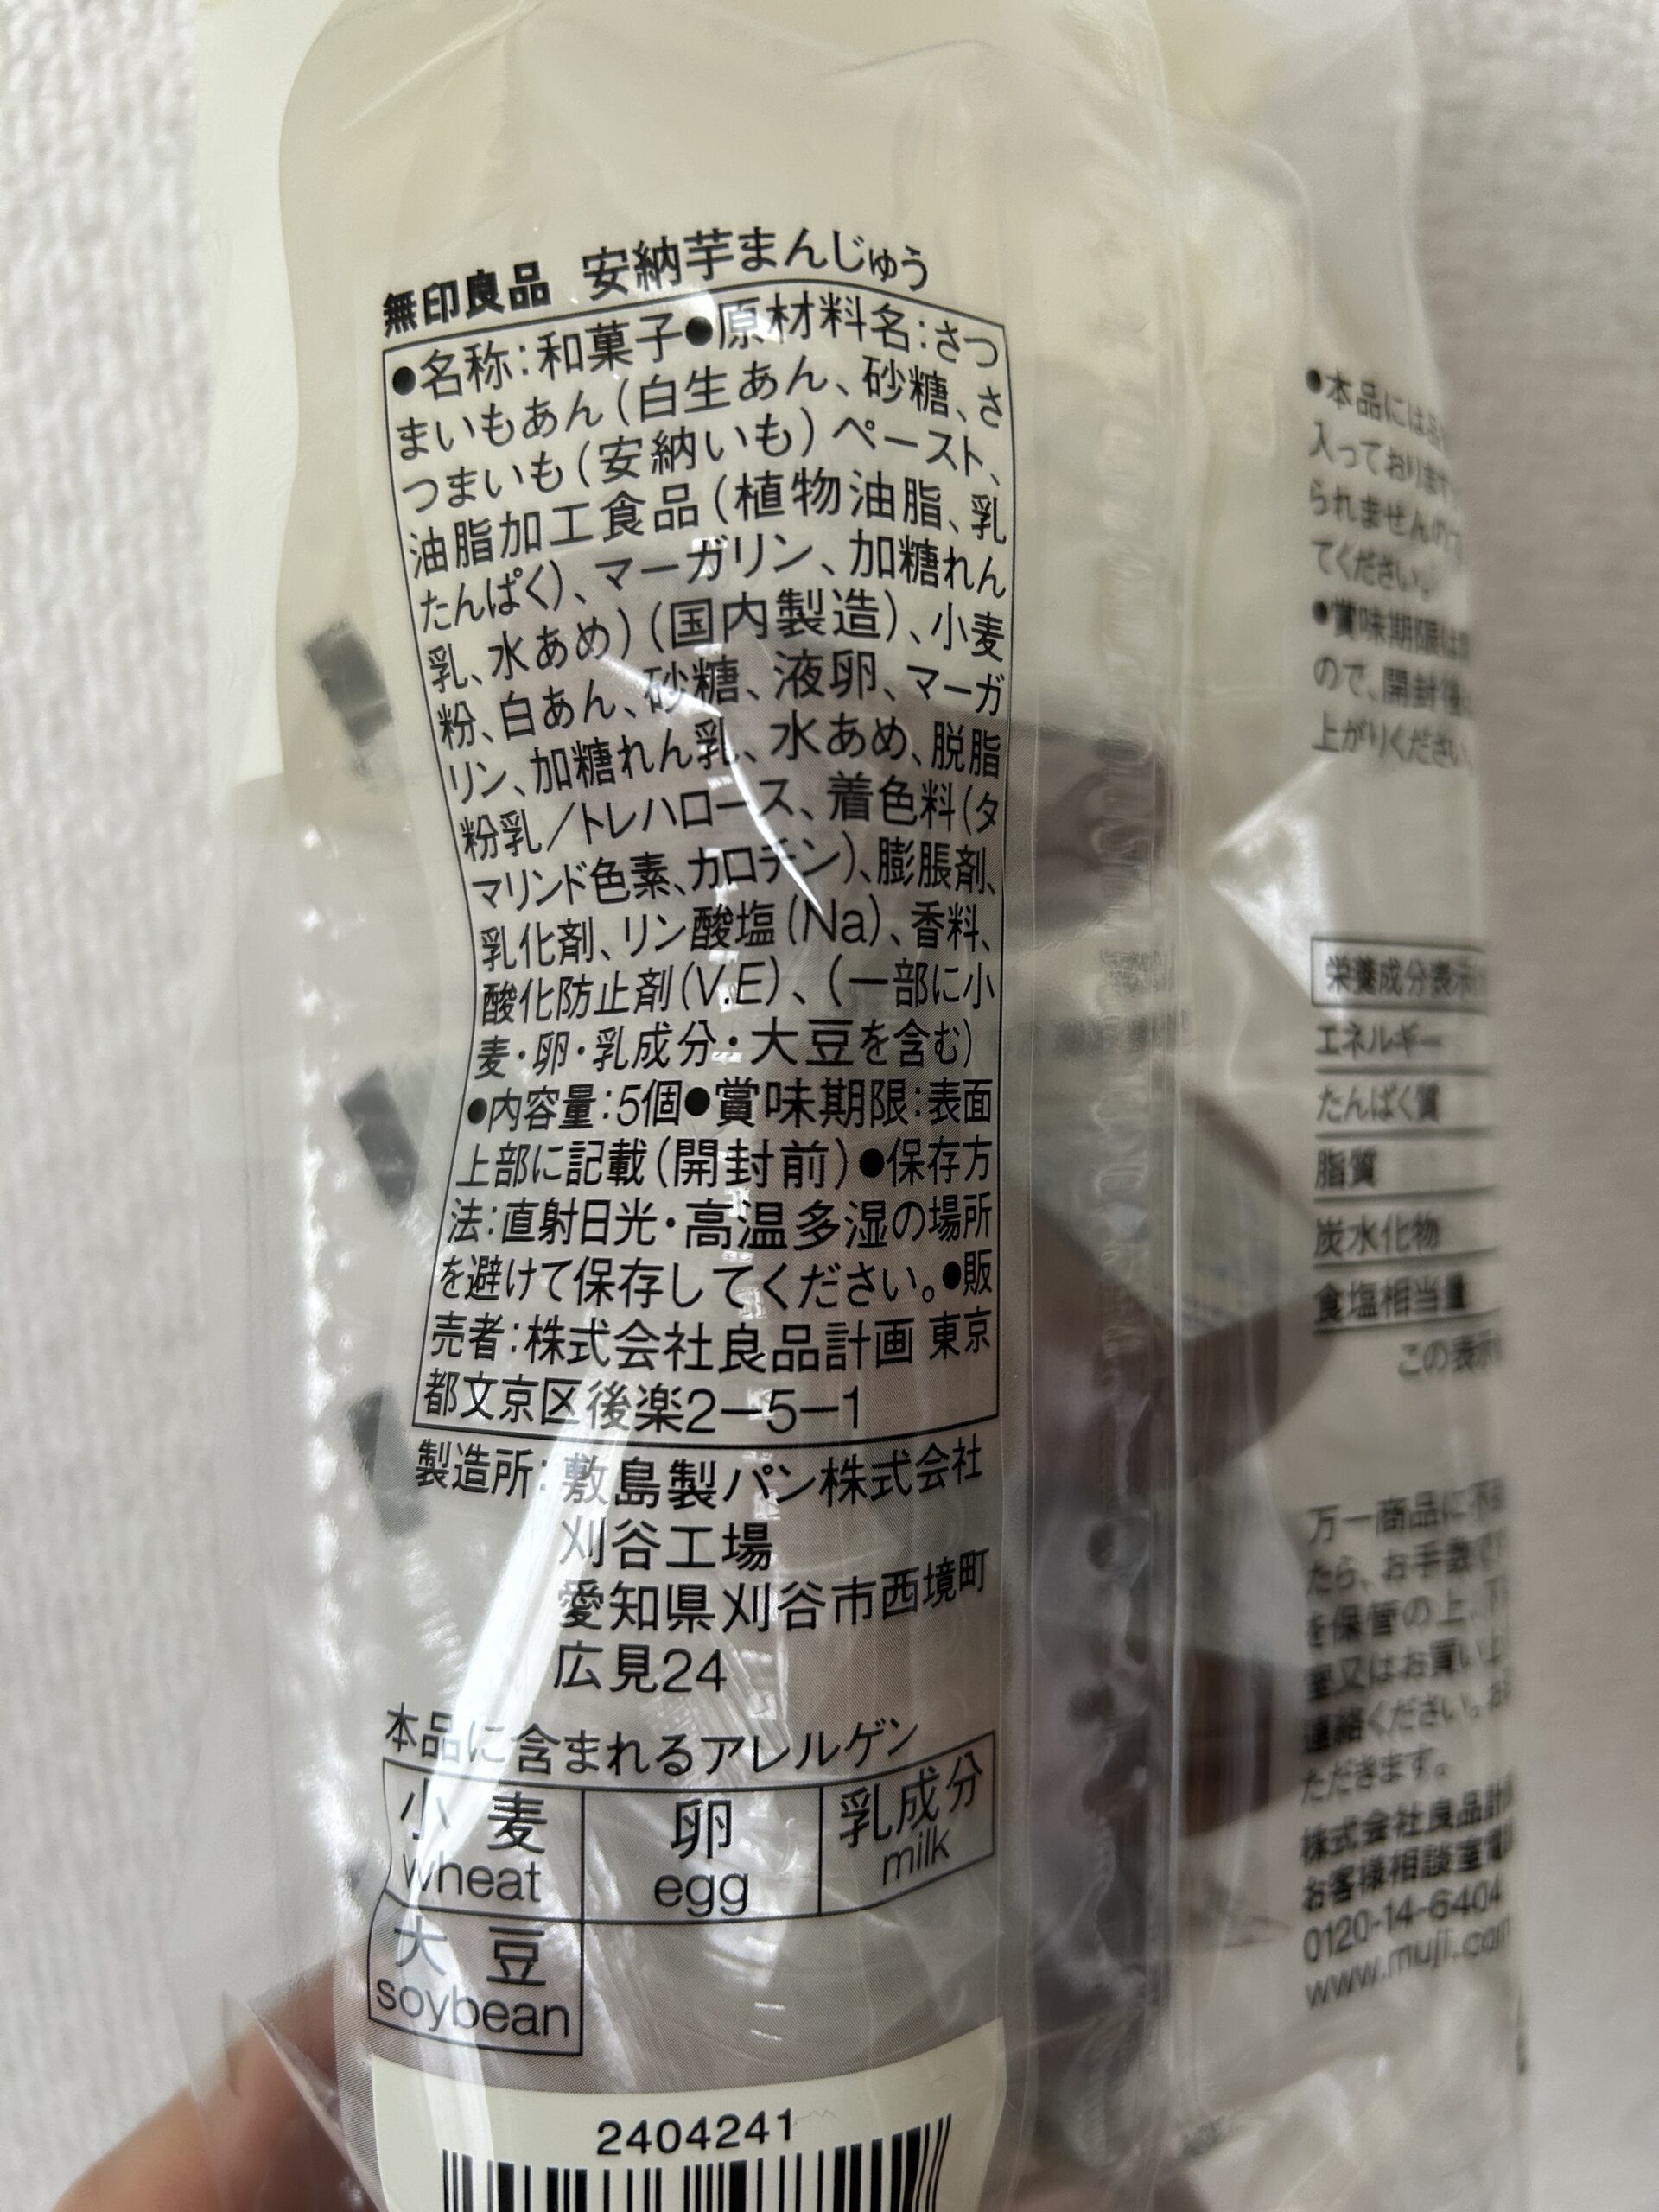 無印良品 安納芋まんじゅう
●名称:和菓子●原材料名:さつ
まいもあん(白生あん、砂糖、さ
つまいも(安納いも)ペースト、
油脂加工食品(植物油脂、乳
たんぱく)、マーガリン、加糖れん
乳、水あめ)(国内製造)、小麦
粉、白あん、砂糖、液卵、マーガ
リン、加糖れん乳、水あめ、脱脂
粉乳/トレハロース、着色料(タ
マリンド色素、カロチン)、膨脹剤、
乳化剤、リン酸塩(Na)、香料、
酸化防止剤(V.E)、(一部に小
麦・卵・乳成分・大豆を含む)
●内容量:5個●賞味期限:表面
上部に記載(開封前)●保存方
法:直射日光・高温多湿の場所
を避けて保存してください。●販
売者:株式会社良品計画 東京
都文京区後楽2-5-1
製造所:敷島製パン株式会社
刈谷工場
愛知県刈谷市西境町
広見24
本品に含まれるアレルゲン
小麦 卵 乳成分
wheat egg milk
大豆
soybean
2404241
●本品には
入っております
られませんの
てください。
●賞味期限は
ので、開封後
上がりください
栄養成分表示
エネルギー
たんぱく質
脂質
炭水化物
食塩相当量
この表示
万一商品に不
たら、お手数で
を保管の上、
室又はお買い上
連絡ください。
ただきます。
株式会社良品計
お客様相談室電
0120-14-6404
www.muji.com